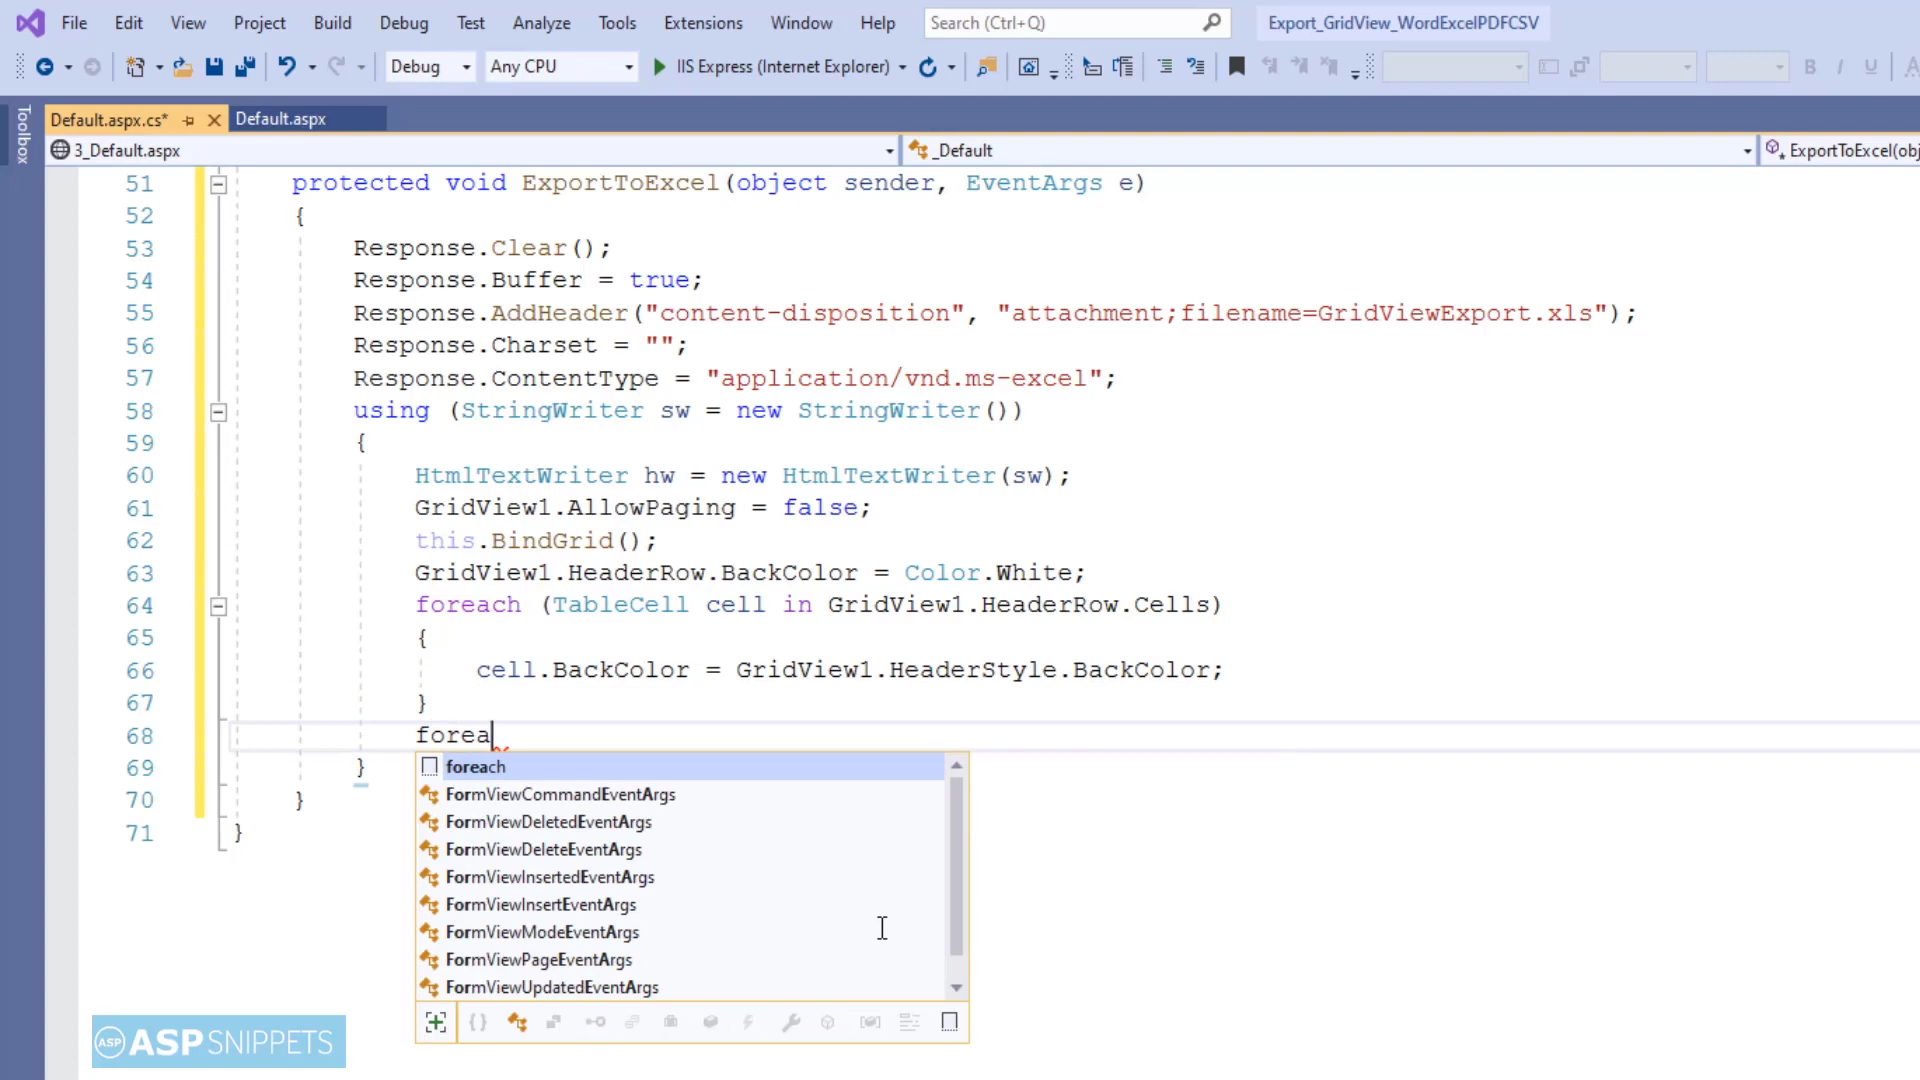 File Edit View Project Build Debug Test Analyze Tools Extensions Window Help Search (Ctrl+Q) Export_GridView_WordExcelPDFCSV
Debug Any CPU IIS Express (Internet Explorer) B I U A
Toolbox
Default.aspx.cs* Default.aspx
3_Default.aspx _Default ExportToExcel(obj
51 protected void ExportToExcel(object sender, EventArgs e)
52 {
53 Response.Clear();
54 Response.Buffer = true;
55 Response.AddHeader("content-disposition", "attachment;filename=GridViewExport.xls");
56 Response.Charset = "";
57 Response.ContentType = "application/vnd.ms-excel";
58 using (StringWriter sw = new StringWriter())
59 {
60 HtmlTextWriter hw = new HtmlTextWriter(sw);
61 GridView1.AllowPaging = false;
62 this.BindGrid();
63 GridView1.HeaderRow.BackColor = Color.White;
64 foreach (TableCell cell in GridView1.HeaderRow.Cells)
65 {
66 cell.BackColor = GridView1.HeaderStyle.BackColor;
67 }
68 forea
69 }
70 }
71 }
foreach
FormViewCommandEventArgs
FormViewDeletedEventArgs
FormViewDeleteEventArgs
FormViewInsertedEventArgs
FormViewInsertEventArgs
FormViewModeEventArgs
FormViewPageEventArgs
FormViewUpdatedEventArgs
ASP ASPSNIPPETS